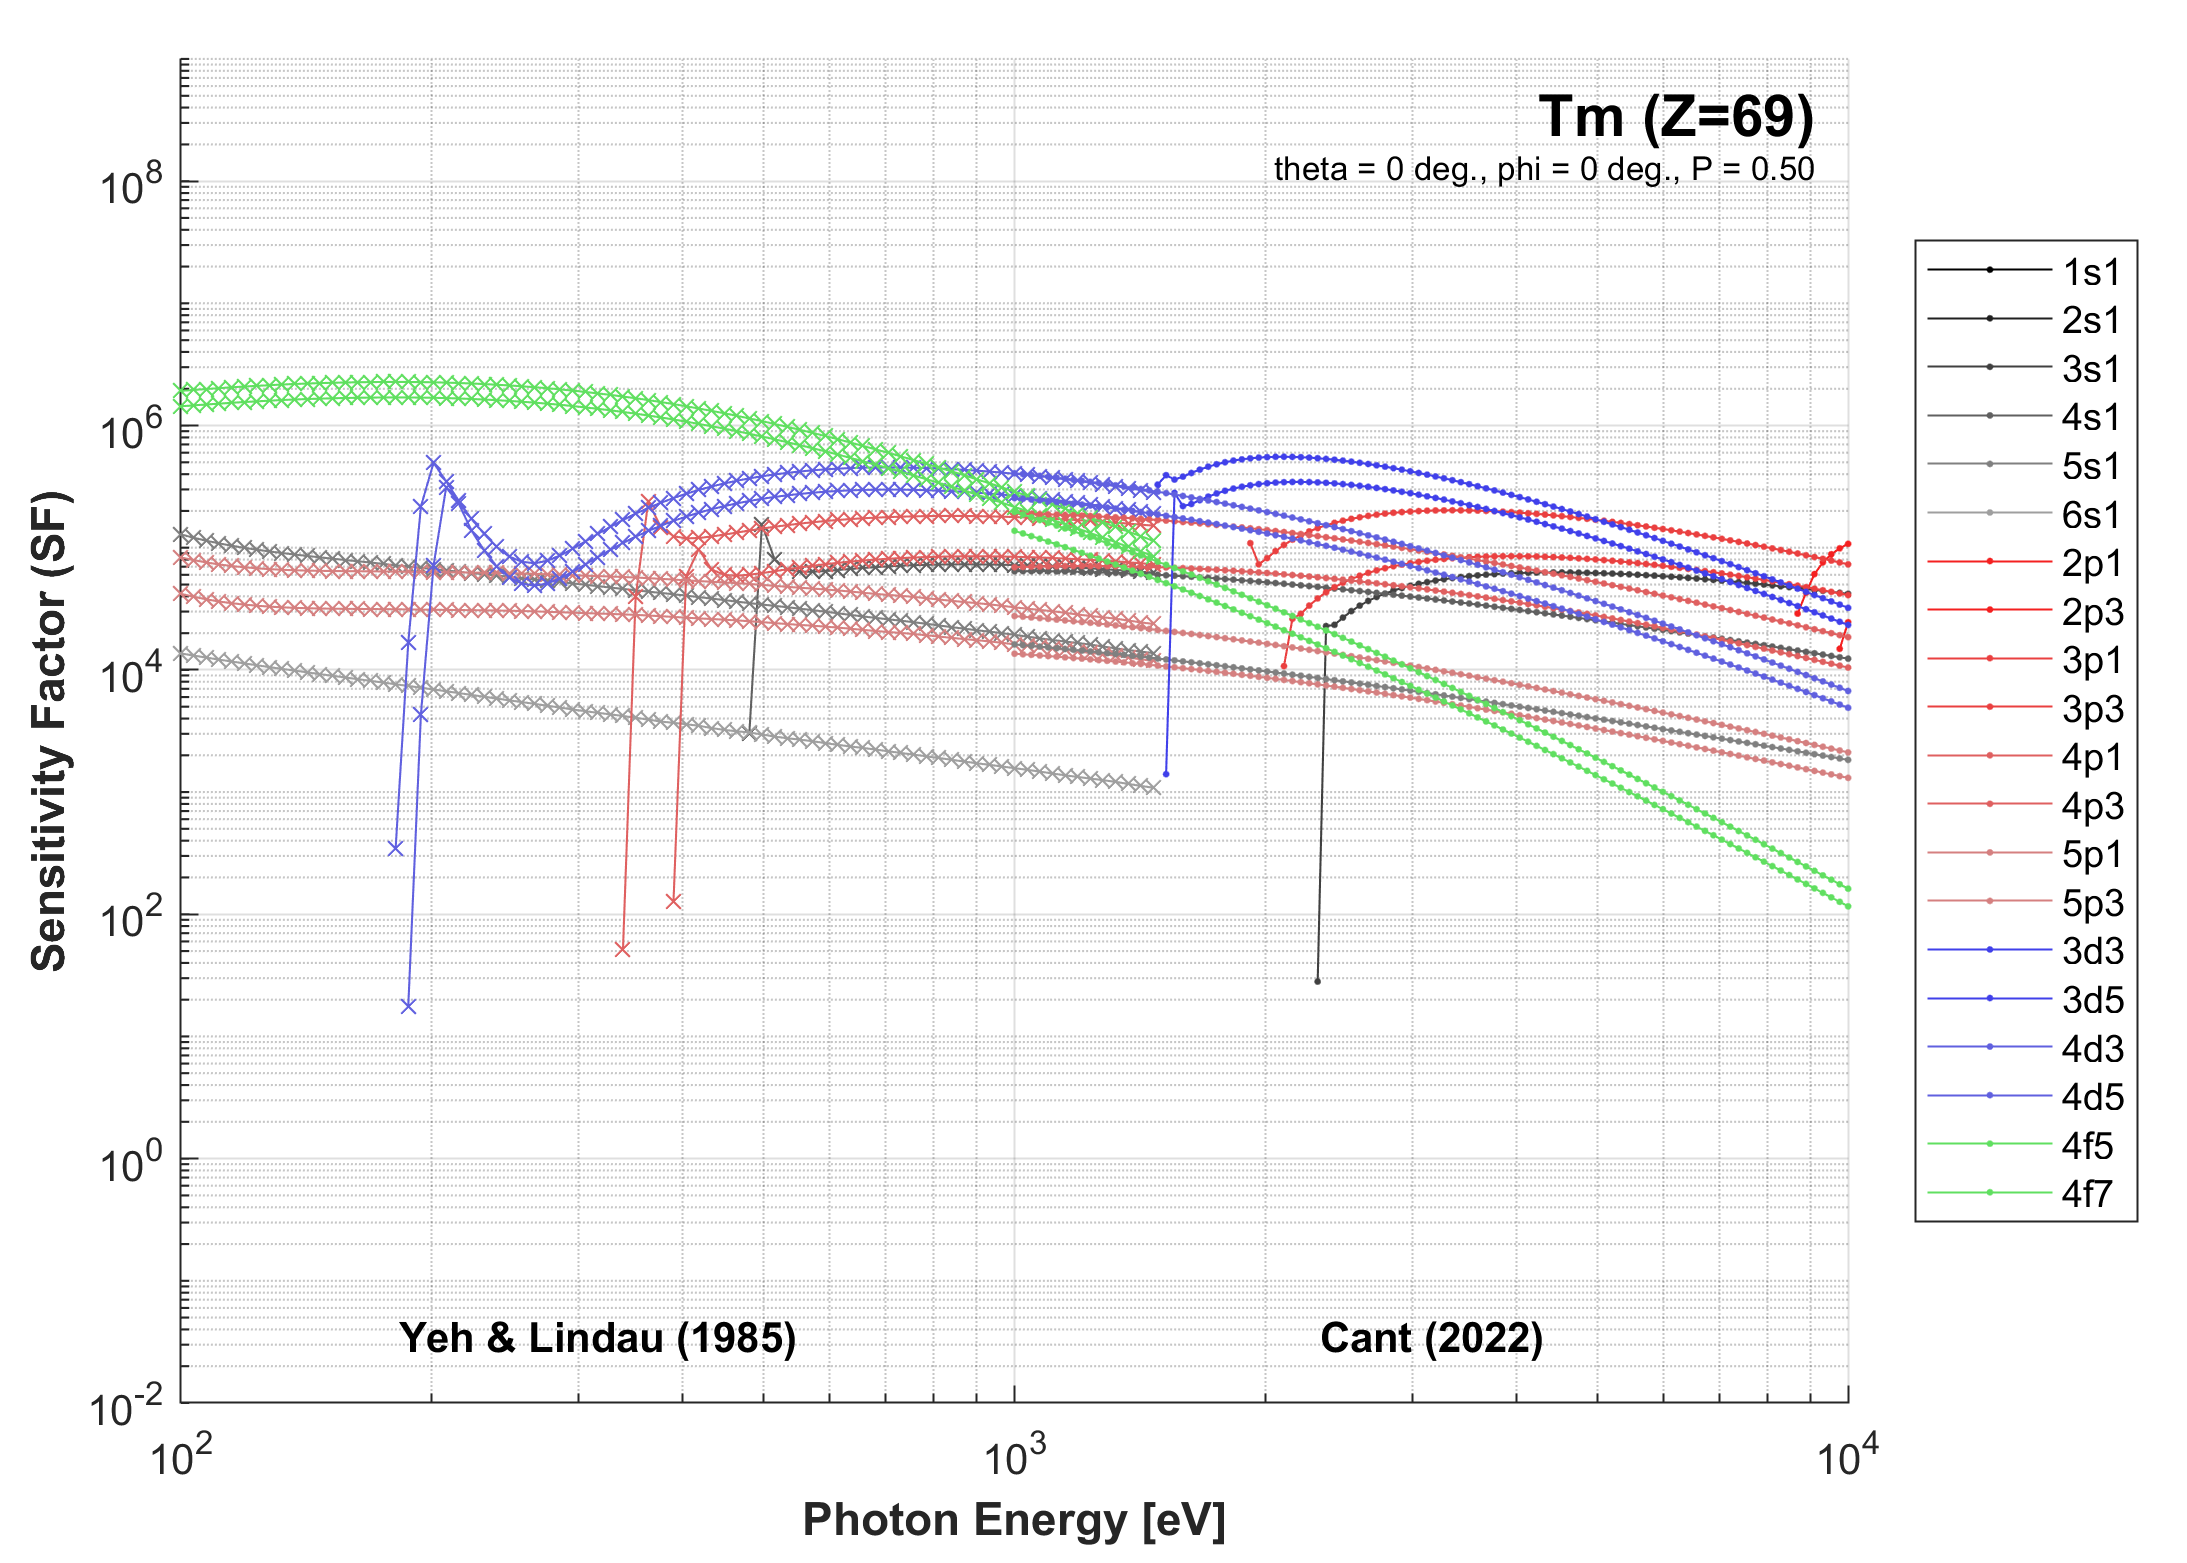 Tm (Z=69)
theta = 0 deg., phi = 0 deg., P = 0.50
Sensitivity Factor (SF)
10^8
10^6
10^4
10^2
10^0
10^-2
10^2
10^3
10^4
Photon Energy [eV]
Yeh & Lindau (1985)
Cant (2022)
1s1
2s1
3s1
4s1
5s1
6s1
2p1
2p3
3p1
3p3
4p1
4p3
5p1
5p3
3d3
3d5
4d3
4d5
4f5
4f7